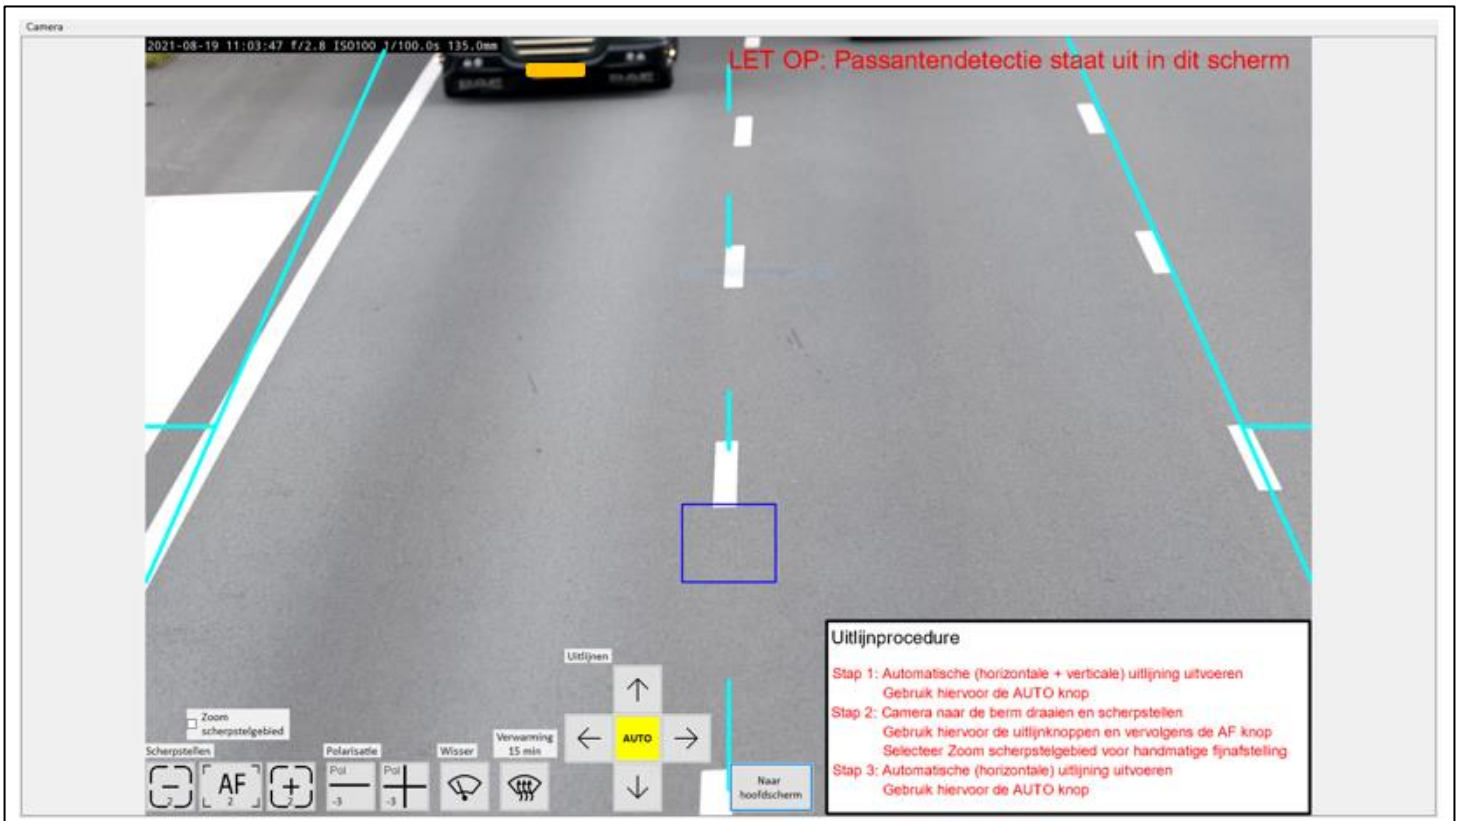 Camera
2021-08-19 11:03:47 f/2.8 ISO100 1/100.0s 135.0mm
LET OP: Passantendetectie staat uit in dit scherm
Uitlijnprocedure
Stap 1: Automatische (horizontale + verticale) uitlijning uitvoeren
Gebruik hiervoor de AUTO knop
Stap 2: Camera naar de berm draaien en scherpstellen
Gebruik hiervoor de uitlijnknoppen en vervolgens de AF knop
Selecteer Zoom scherpstelgebied voor handmatige fijnafstelling
Stap 3: Automatische (horizontale) uitlijning uitvoeren
Gebruik hiervoor de AUTO knop
Uitlijnen
AUTO
Zoom
scherpstelgebied
Scherpstellen
2
AF
2
2
Polarisatie
Pol
-3
Pol
-3
Wisser
Verwarming
15 min
Naar
hoofdscherm